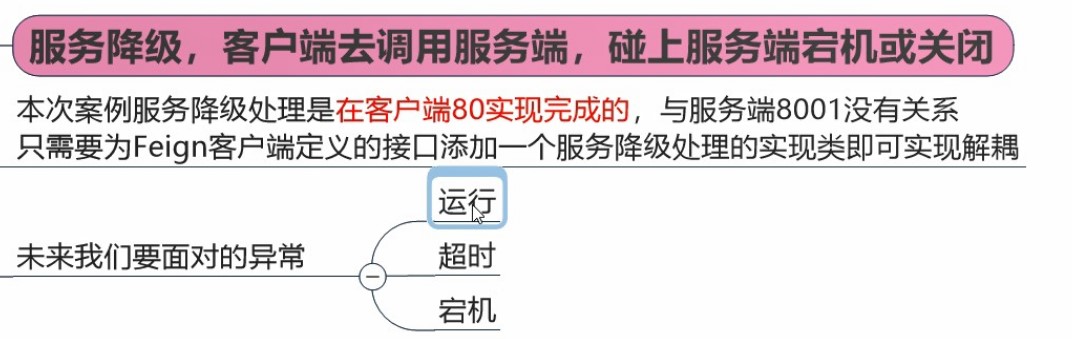 服务降级，客户端去调用服务端，碰上服务端宕机或关闭
本次案例服务降级处理是在客户端80实现完成的，与服务端8001没有关系
只需要为Feign客户端定义的接口添加一个服务降级处理的实现类即可实现解耦
未来我们要面对的异常
运行
超时
宕机